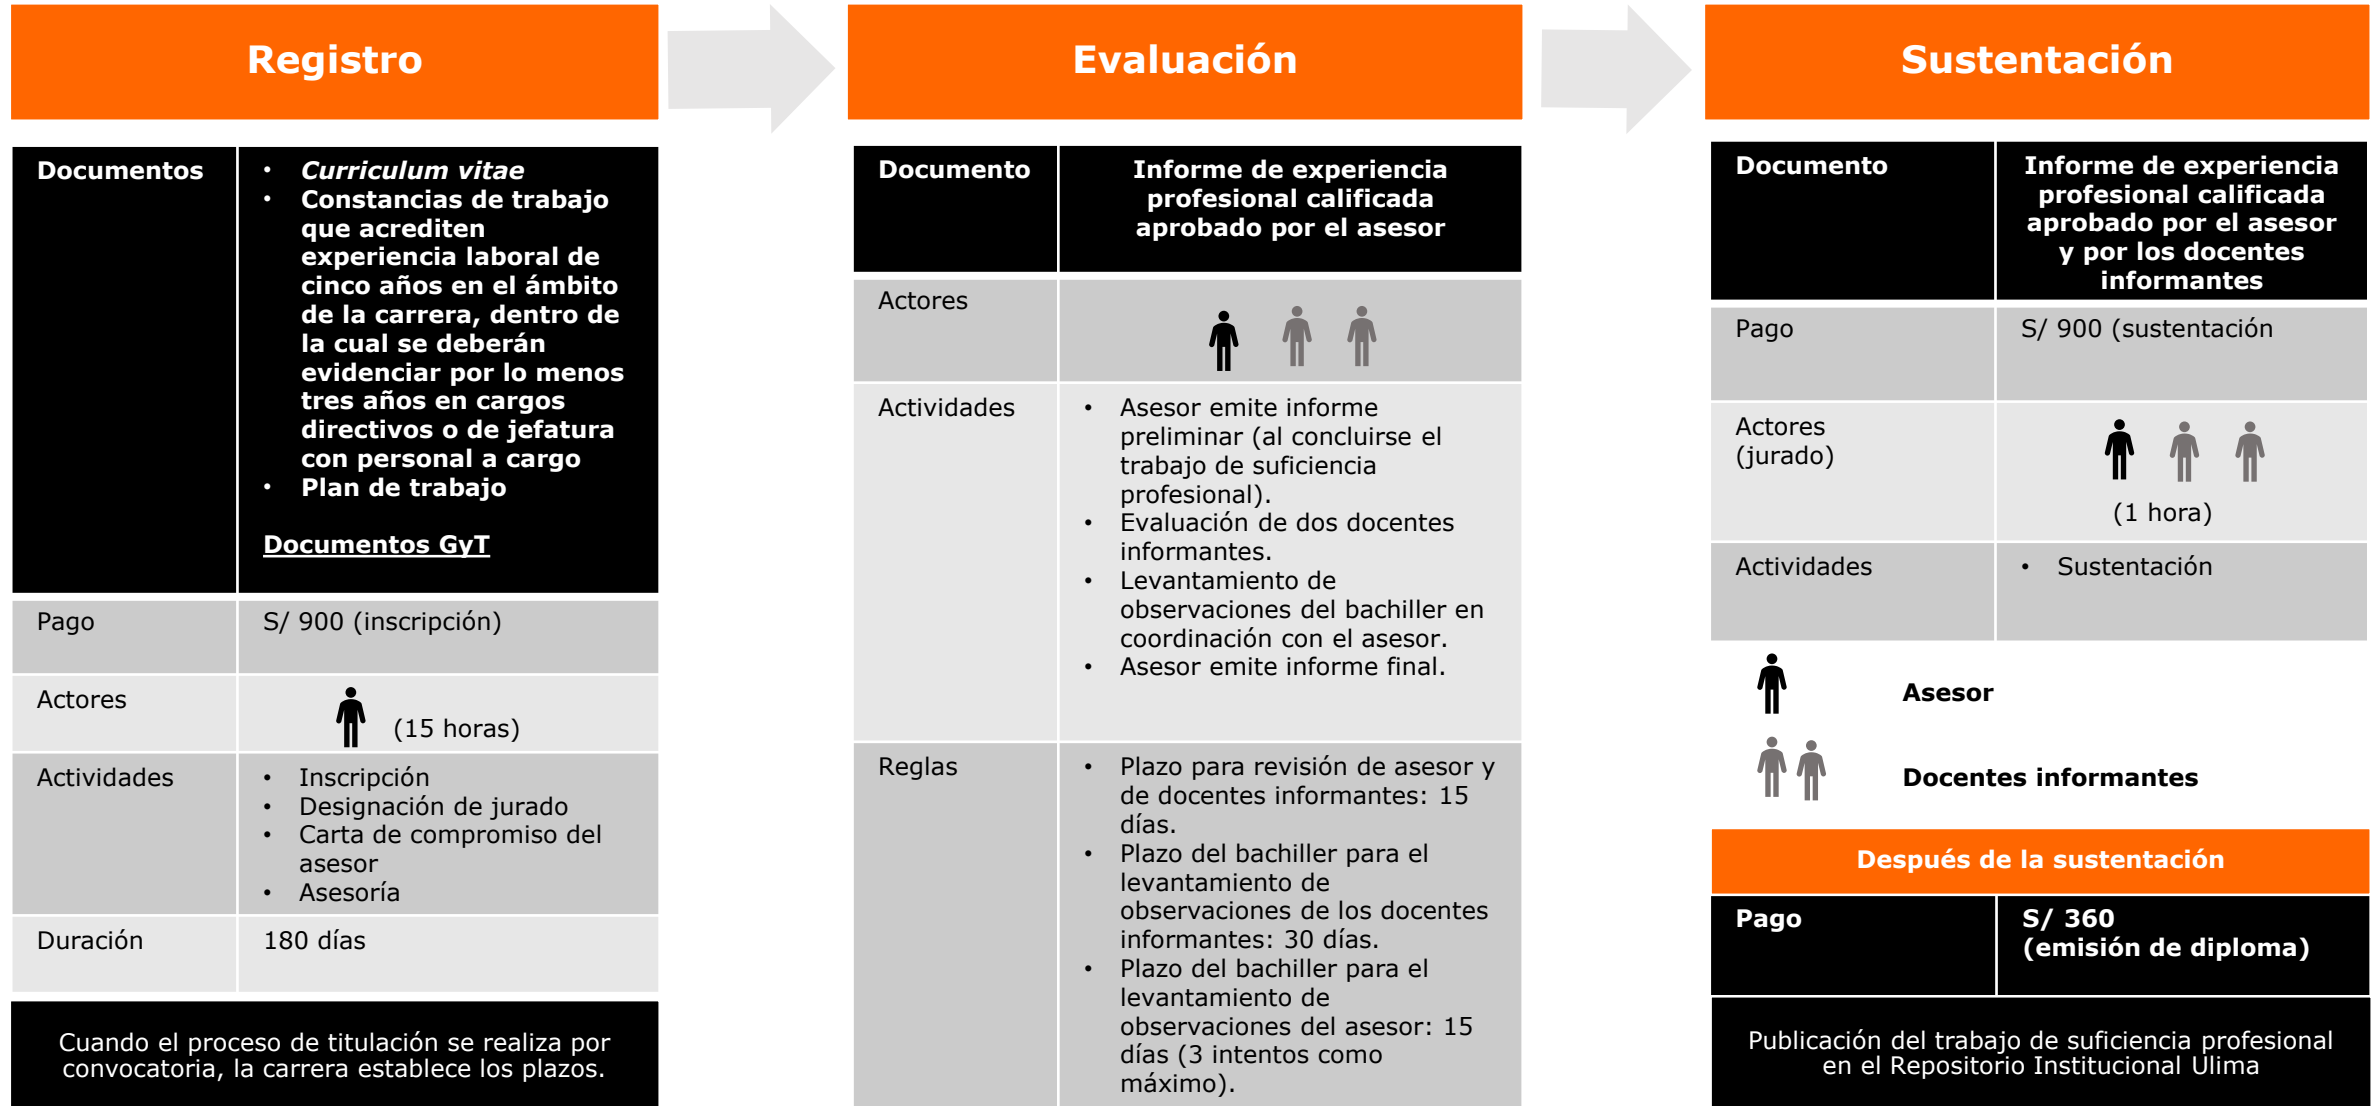 Registro
Documentos
• Curriculum vitae
• Constancias de trabajo
que acrediten
experiencia laboral de
cinco años en el ámbito
de la carrera, dentro de
la cual se deberán
evidenciar por lo menos
tres años en cargos
directivos o de jefatura
con personal a cargo
• Plan de trabajo
Documentos GyT
Pago
S/ 900 (inscripción)
Actores
(15 horas)
Actividades
• Inscripción
• Designación de jurado
• Carta de compromiso del
asesor
• Asesoría
Duración
180 días
Cuando el proceso de titulación se realiza por
convocatoria, la carrera establece los plazos.
Evaluación
Documento
Informe de experiencia
profesional calificada
aprobado por el asesor
Actores
Actividades
• Asesor emite informe
preliminar (al concluirse el
trabajo de suficiencia
profesional).
• Evaluación de dos docentes
informantes.
• Levantamiento de
observaciones del bachiller en
coordinación con el asesor.
• Asesor emite informe final.
Reglas
• Plazo para revisión de asesor y
de docentes informantes: 15
días.
• Plazo del bachiller para el
levantamiento de
observaciones de los docentes
informantes: 30 días.
• Plazo del bachiller para el
levantamiento de
observaciones del asesor: 15
días (3 intentos como
máximo).
Sustentación
Documento
Informe de experiencia
profesional calificada
aprobado por el asesor
y por los docentes
informantes
Pago
S/ 900 (sustentación
Actores
(jurado)
(1 hora)
Actividades
• Sustentación
Asesor
Docentes informantes
Después de la sustentación
Pago
S/ 360
(emisión de diploma)
Publicación del trabajo de suficiencia profesional
en el Repositorio Institucional Ulima